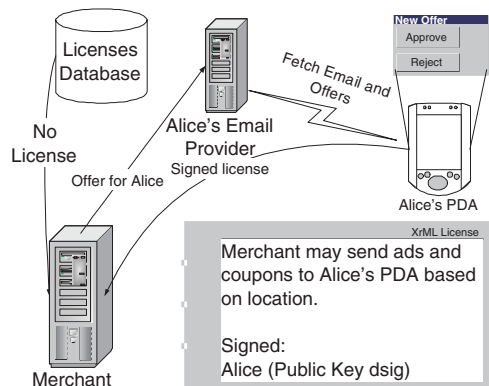 Licenses
Database
New Offer
Approve
Reject
Fetch Email and
Offers
No
License
Alice's Email
Provider
Offer for Alice
Signed license
Alice's PDA
XrML License
Merchant may send ads and
coupons to Alice's PDA based
on location.
Signed:
Alice (Public Key dsig)
Merchant